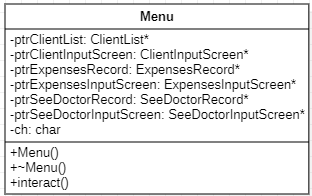 Menu
-ptrClientList: ClientList*
-ptrClientInputScreen: ClientInputScreen*
-ptrExpensesRecord: ExpensesRecord*
-ptrExpensesInputScreen: ExpensesInputScreen*
-ptrSeeDoctorRecord: SeeDoctorRecord*
-ptrSeeDoctorInputScreen: SeeDoctorInputScreen*
-ch: char
+Menu()
+~Menu()
+interact()